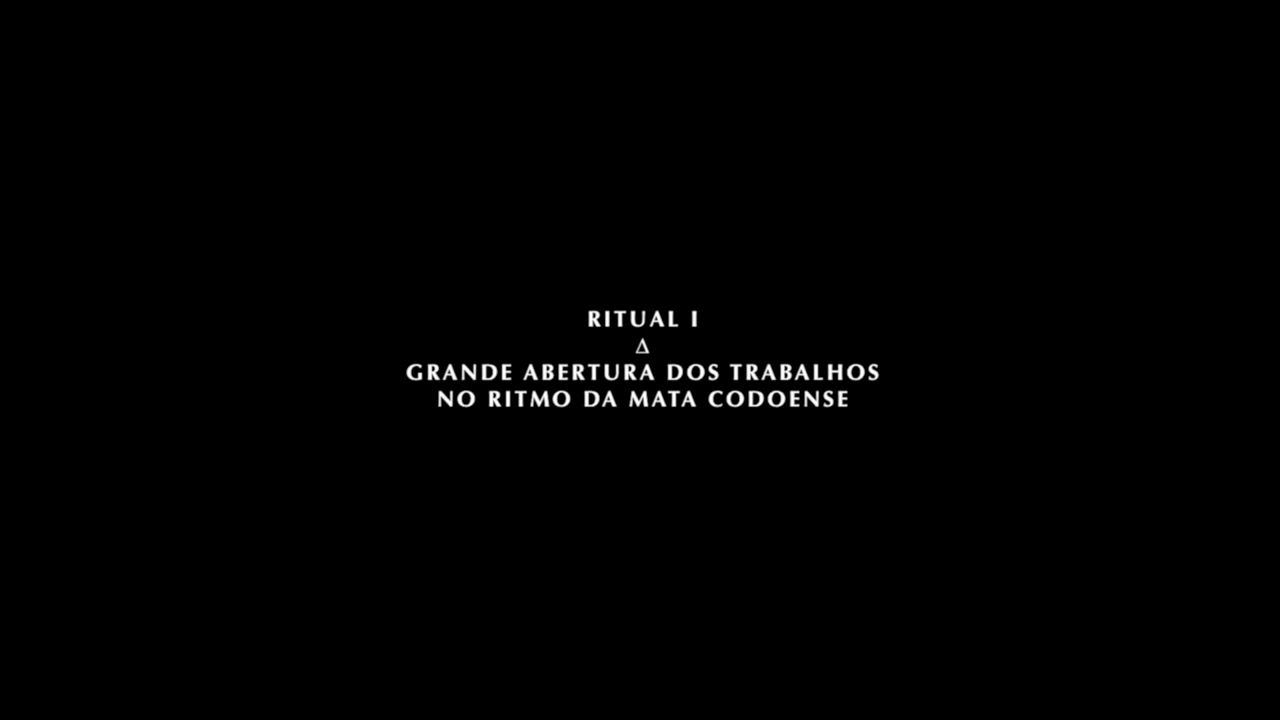 RITUAL I
Δ
GRANDE ABERTURA DOS TRABALHOS
NO RITMO DA MATA CODOENSE